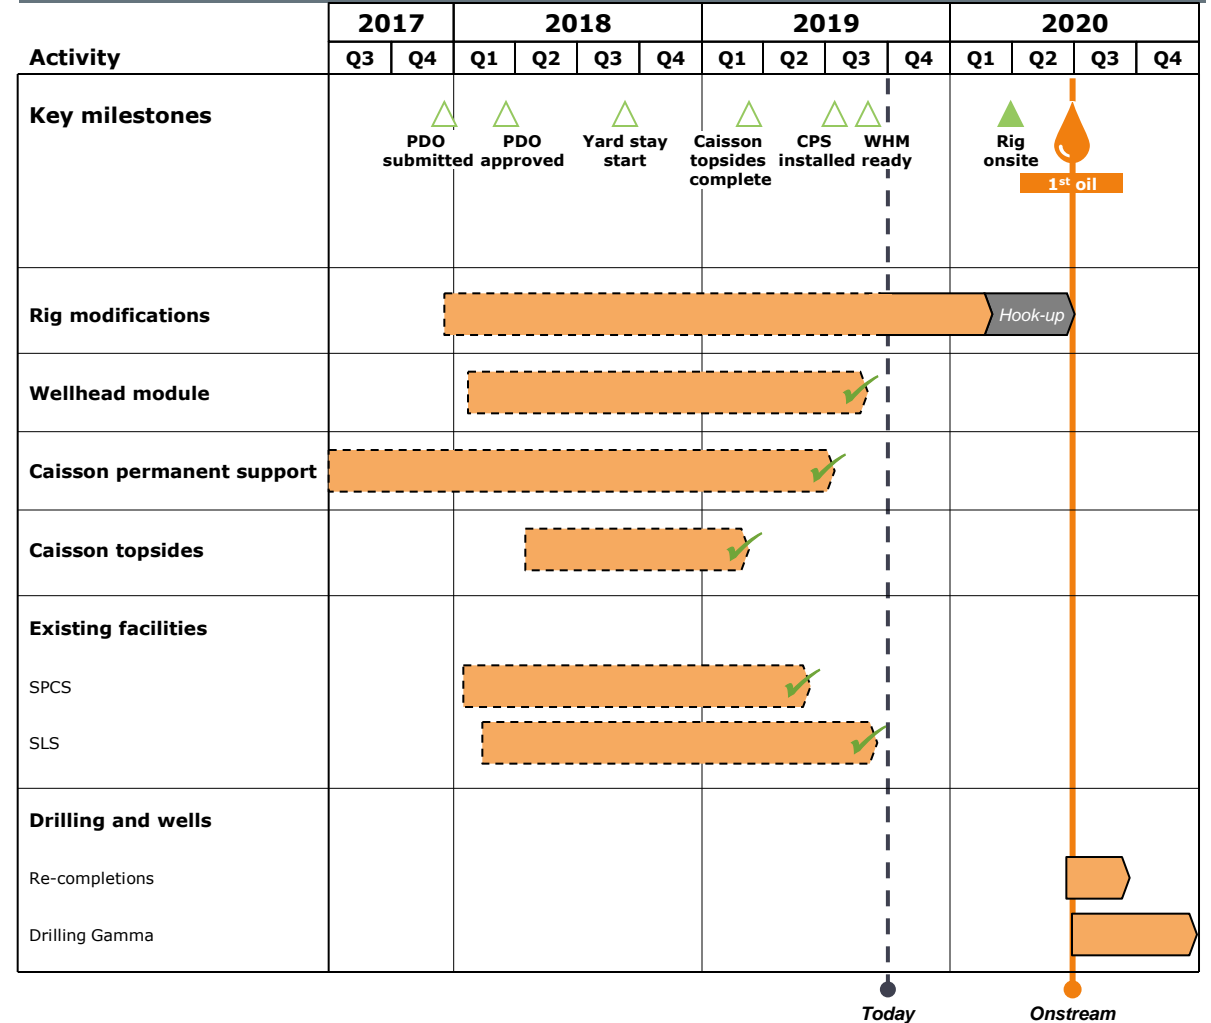 2017 2018 2019 2020
Activity Q3 Q4 Q1 Q2 Q3 Q4 Q1 Q2 Q3 Q4 Q1 Q2 Q3 Q4
Key milestones
PDO PDO Yard stay Caisson CPS WHM Rig
submitted approved start topsides installed ready onsite
complete
1st oil
Rig modifications Hook-up
Wellhead module
Caisson permanent support
Caisson topsides
Existing facilities
SPCS
SLS
Drilling and wells
Re-completions
Drilling Gamma
Today Onstream